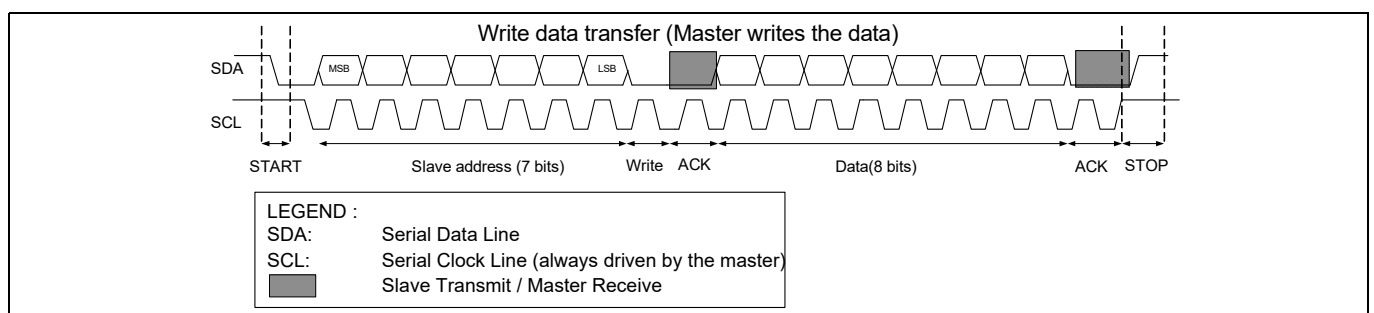 Write data transfer (Master writes the data)
SDA MSB LSB
SCL
START Slave address (7 bits) Write ACK Data(8 bits) ACK STOP
LEGEND :
SDA: Serial Data Line
SCL: Serial Clock Line (always driven by the master)
Slave Transmit / Master Receive